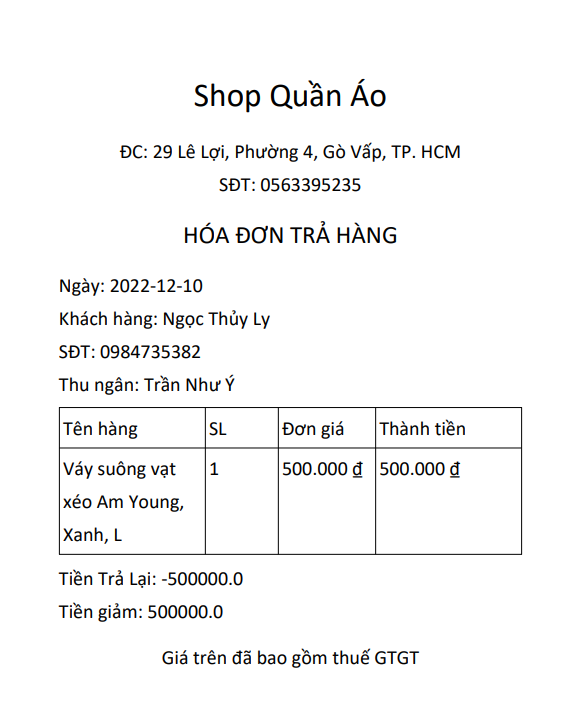 Shop Quần Áo
ĐC: 29 Lê Lợi, Phường 4, Gò Vấp, TP. HCM
SĐT: 0563395235
HÓA ĐƠN TRẢ HÀNG
Ngày: 2022-12-10
Khách hàng: Ngọc Thủy Ly
SĐT: 0984735382
Thu ngân: Trần Như Ý
Tên hàng SL Đơn giá Thành tiền
Váy suông vạt 1 500.000 ₫ 500.000 ₫
xéo Am Young,
Xanh, L
Tiền Trả Lại: -500000.0
Tiền giảm: 500000.0
Giá trên đã bao gồm thuế GTGT